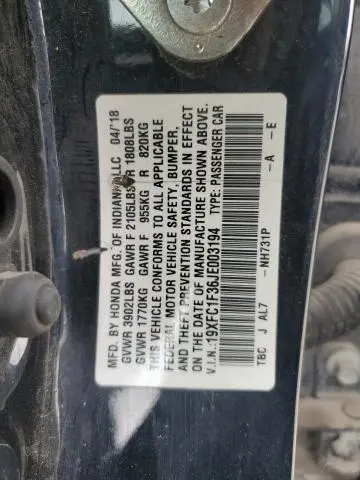 MFD. BY HONDA MFG. OF INDIANA, LLC 04/'18
GVWR 3902LBS GAWR F 2105LBS R 1808LBS
GVWR 1770KG GAWR F 955KG R 820KG
THIS VEHICLE CONFORMS TO ALL APPLICABLE
FEDERAL MOTOR VEHICLE SAFETY, BUMPER,
AND THEFT PREVENTION STANDARDS IN EFFECT
ON THE DATE OF MANUFACTURE SHOWN ABOVE.
V.I.N.:19XFC1F36JE003194 TYPE: PASSENGER CAR
T8C J AL7 -NH731P -A -E